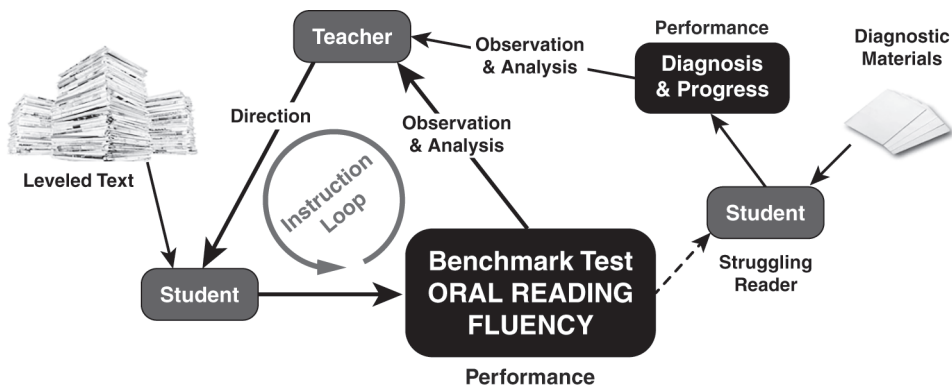 Teacher
Observation
& Analysis
Performance
Diagnosis
& Progress
Diagnostic
Materials
Direction
Observation
& Analysis
Leveled Text
Instruction
Loop
Student
Struggling
Reader
Student
Benchmark Test
ORAL READING
FLUENCY
Performance